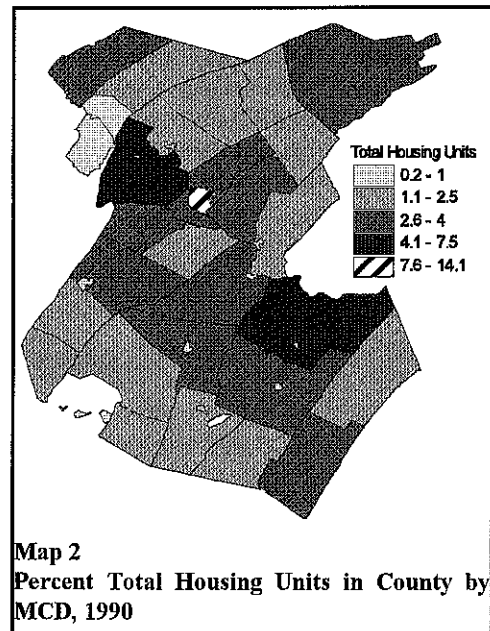 Total Housing Units
0.2 - 1
1.1 - 2.5
2.6 - 4
4.1 - 7.5
7.6 - 14.1
Map 2
Percent Total Housing Units in County by
MCD, 1990